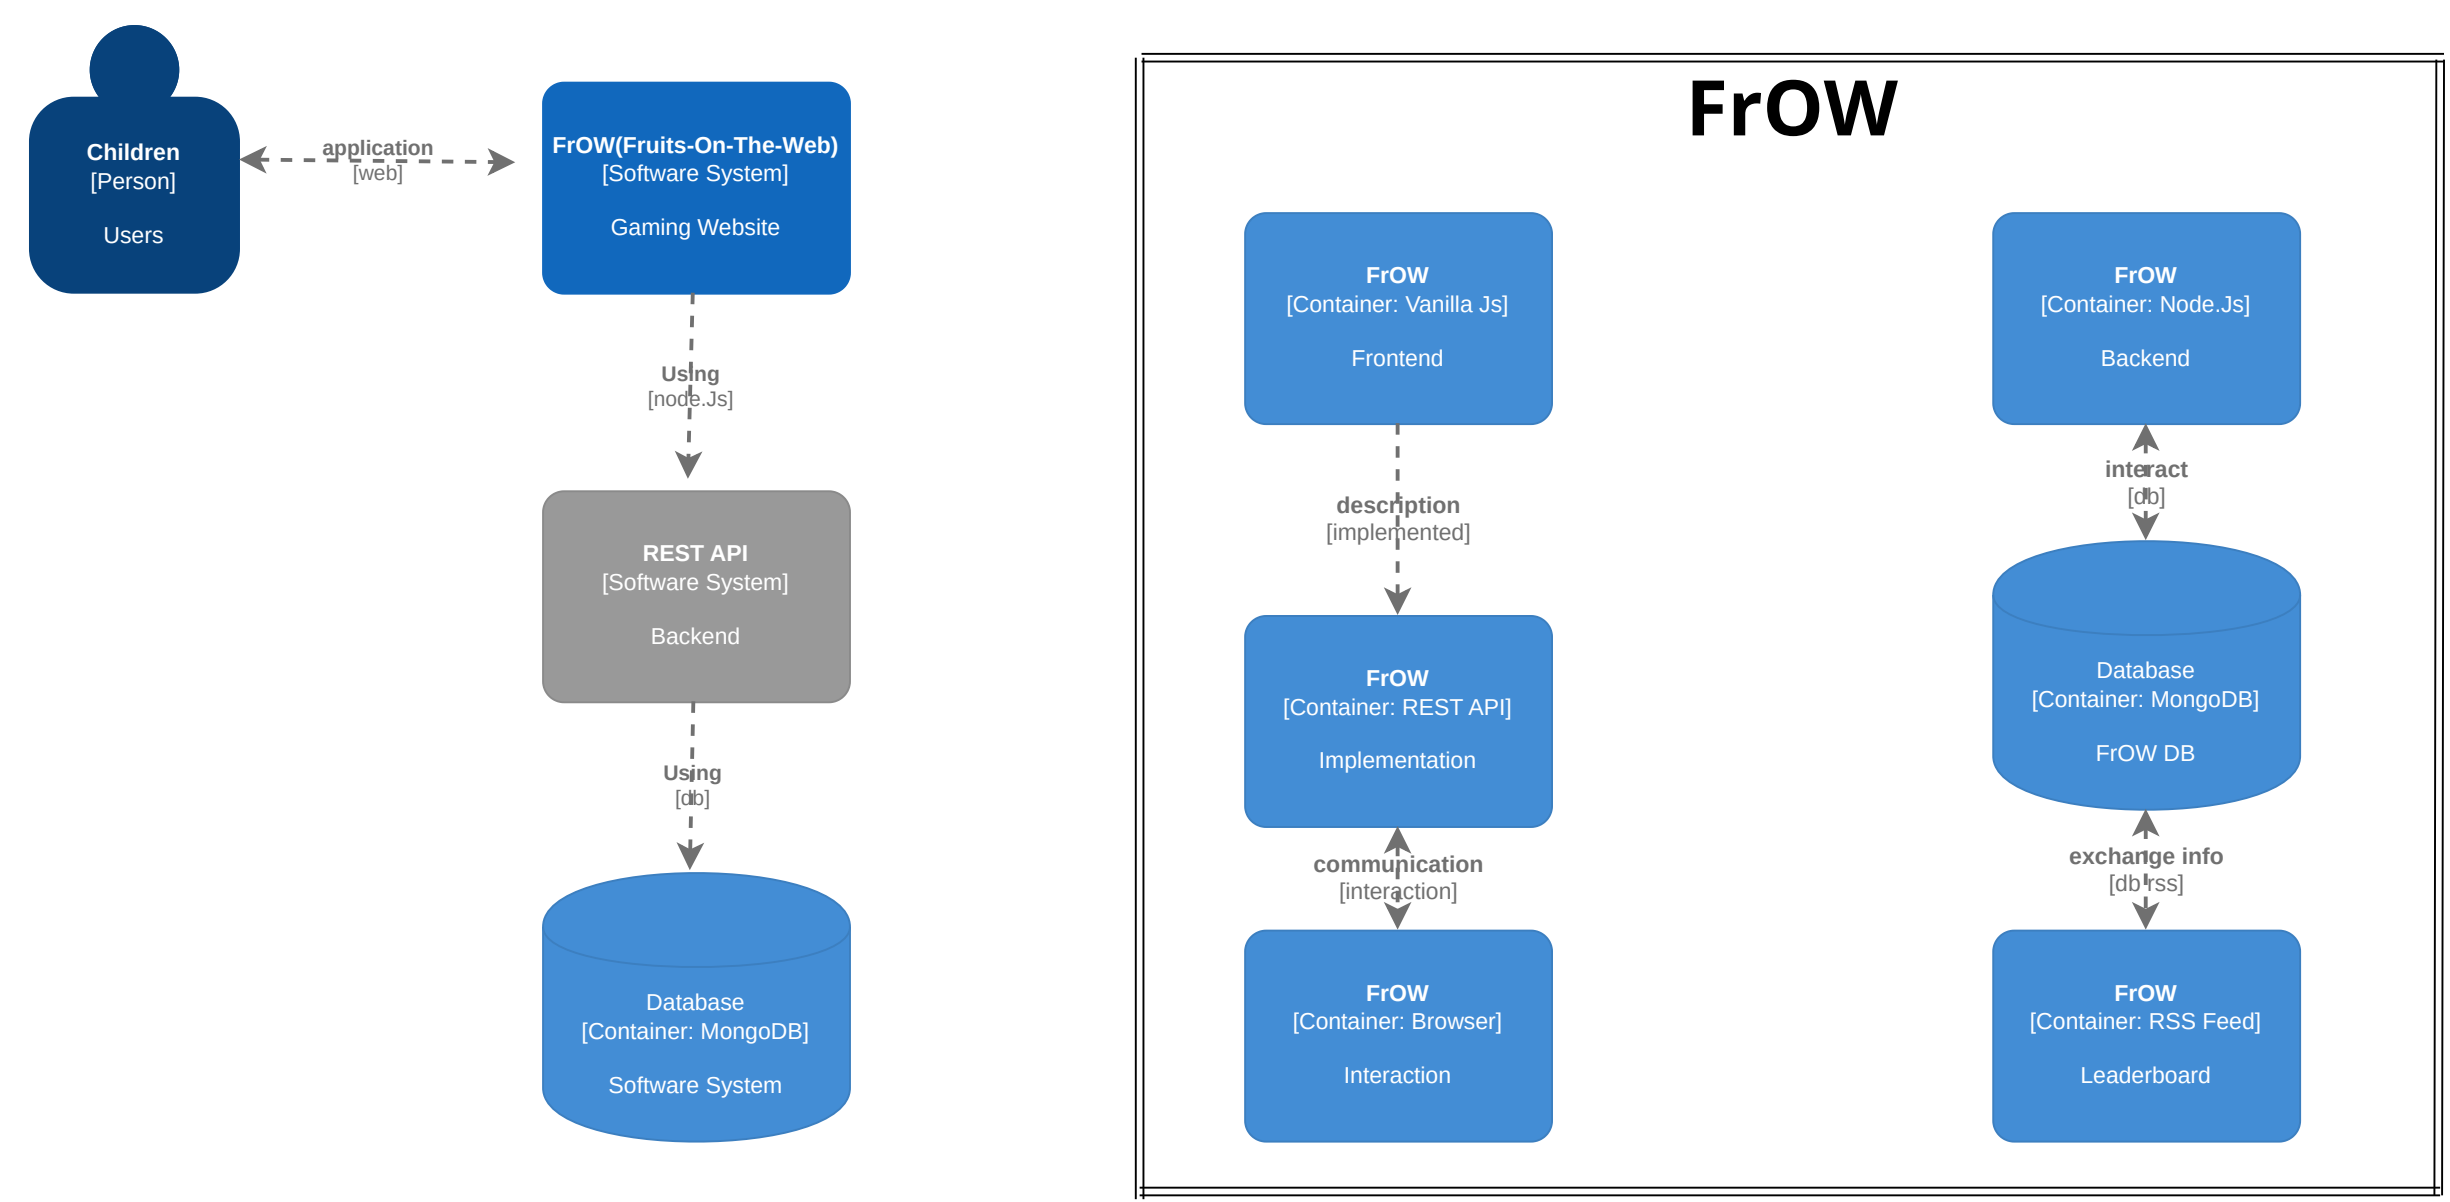 Children
[Person]
Users
application
[web]
FrOW(Fruits-On-The-Web)
[Software System]
Gaming Website
Using
[node.Js]
REST API
[Software System]
Backend
Using
[db]
Database
[Container: MongoDB]
Software System
FrOW
FrOW
[Container: Vanilla Js]
Frontend
description
[implemented]
FrOW
[Container: REST API]
Implementation
communication
[interaction]
FrOW
[Container: Browser]
Interaction
FrOW
[Container: Node.Js]
Backend
interact
[db]
Database
[Container: MongoDB]
FrOW DB
exchange info
[db rss]
FrOW
[Container: RSS Feed]
Leaderboard